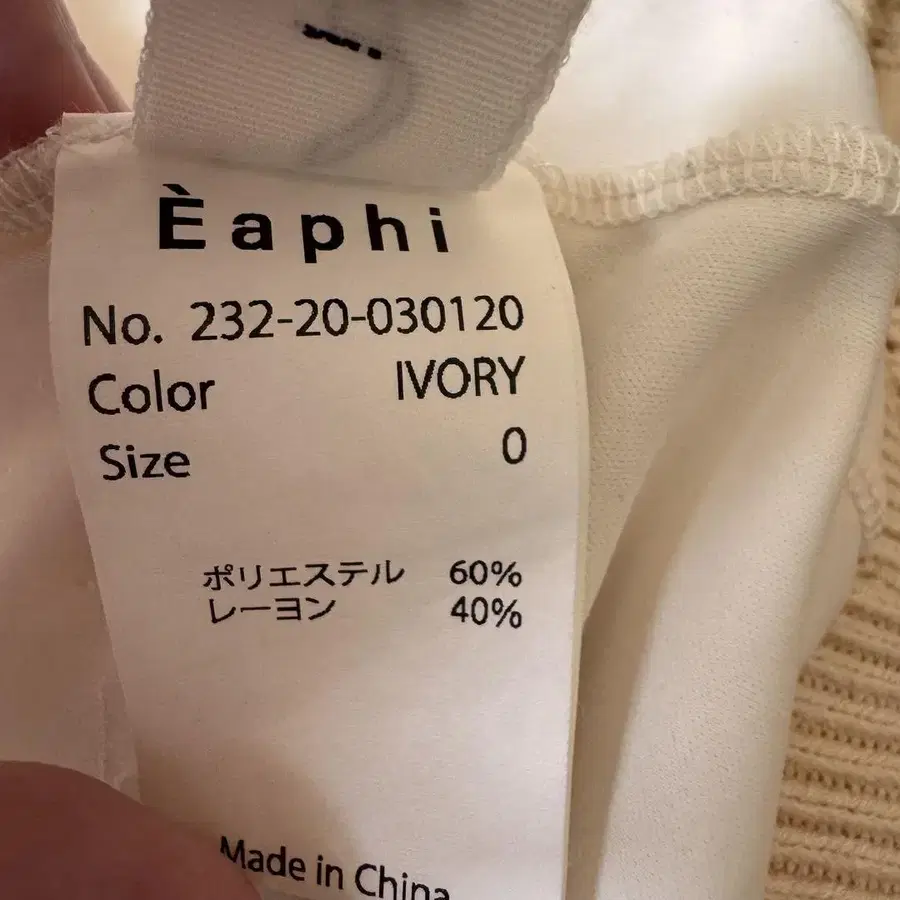 Èaphi
No. 232-20-030120
Color IVORY
Size 0
ポリエステル 60%
レーヨン 40%
Made in China